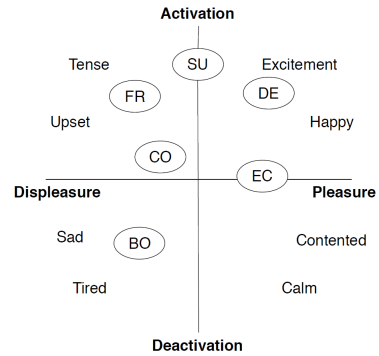 Activation
Tense SU Excitement
FR DE
Upset Happy
CO
EC
Displeasure Pleasure
Sad BO Contented
Tired Calm
Deactivation